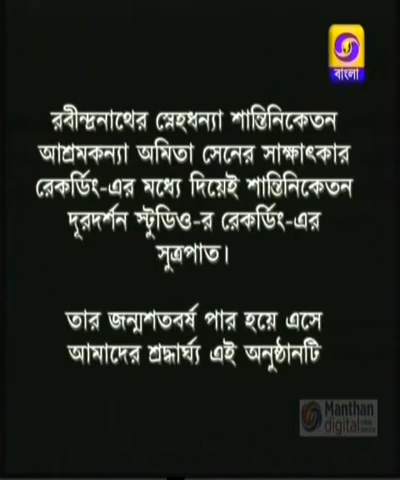 বাংলা
রবীন্দ্রনাথের স্নেহধন্যা শান্তিনিকেতন
আশ্রমকন্যা অমিতা সেনের সাক্ষাৎকার
রেকর্ডিং-এর মধ্যে দিয়েই শান্তিনিকেতন
দূরদর্শন স্টুডিও-র রেকর্ডিং-এর
সুত্রপাত।
তার জন্মশতবর্ষ পার হয়ে এসে
আমাদের শ্রদ্ধার্ঘ্য এই অনুষ্ঠানটি
Manthan
digital